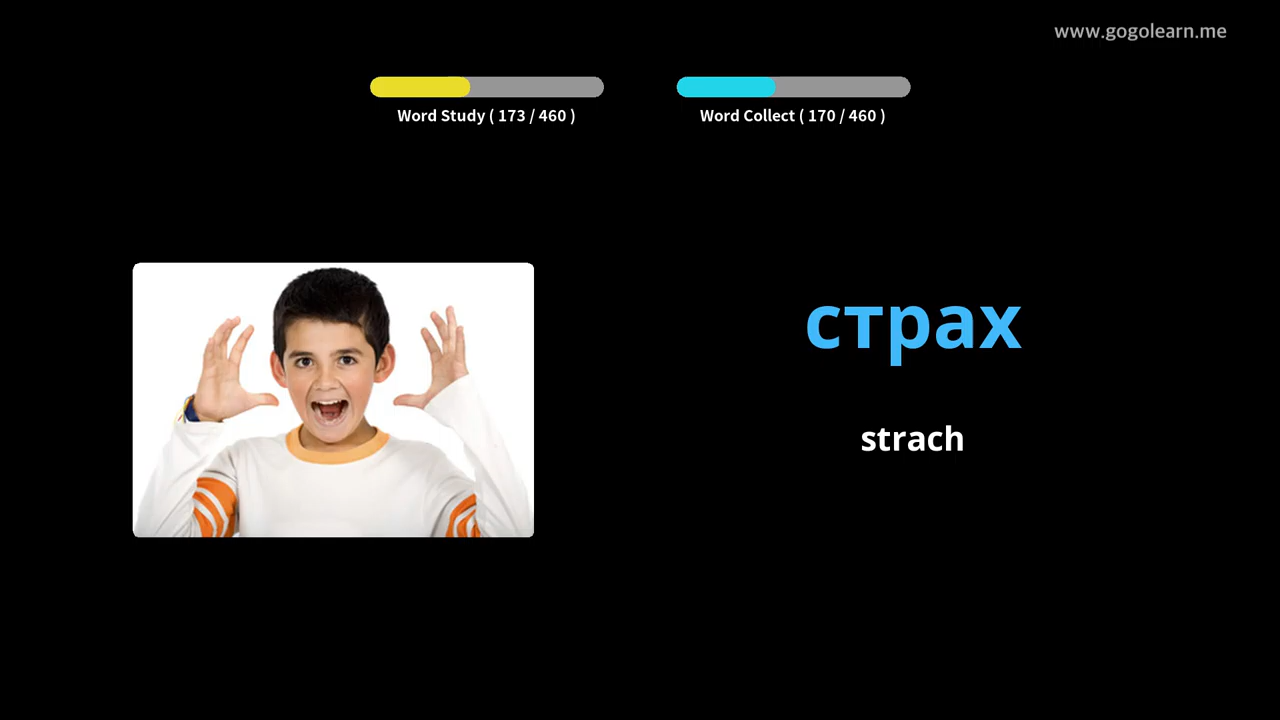 www.gogolearn.me
Word Study ( 173 / 460 )
Word Collect ( 170 / 460 )
страх
strach